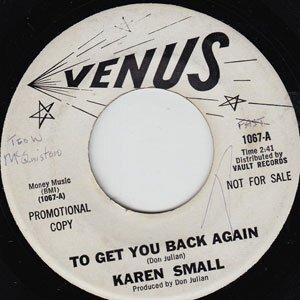 VENUS
1067-A
Time 2:41
Distributed by
VAULT RECORDS
NOT FOR SALE
Money Music
(BMI)
(1067-A)
PROMOTIONAL
COPY
TO GET YOU BACK AGAIN
(Don Julian)
KAREN SMALL
Produced by Don Julian